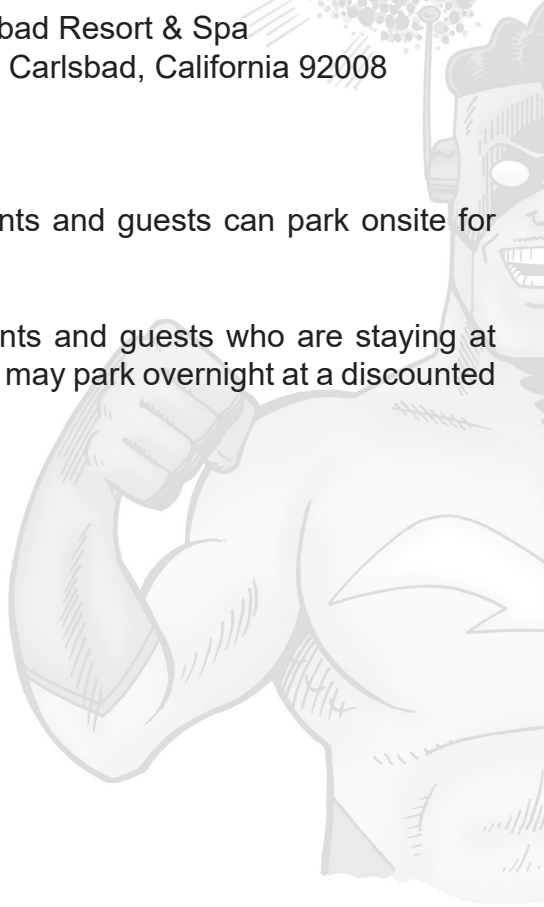 bad Resort & Spa
Carlsbad, California 92008
nts and guests can park onsite for
nts and guests who are staying at
may park overnight at a discounted